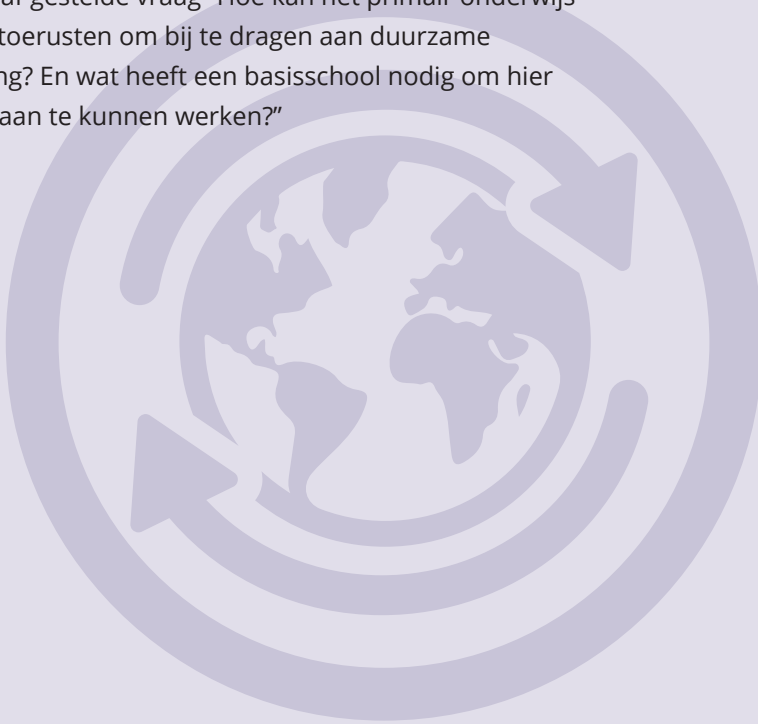 gestelde vraag “Hoe kan het primair onderwijs
toerusten om bij te dragen aan duurzame
ng? En wat heeft een basisschool nodig om hier
aan te kunnen werken?”